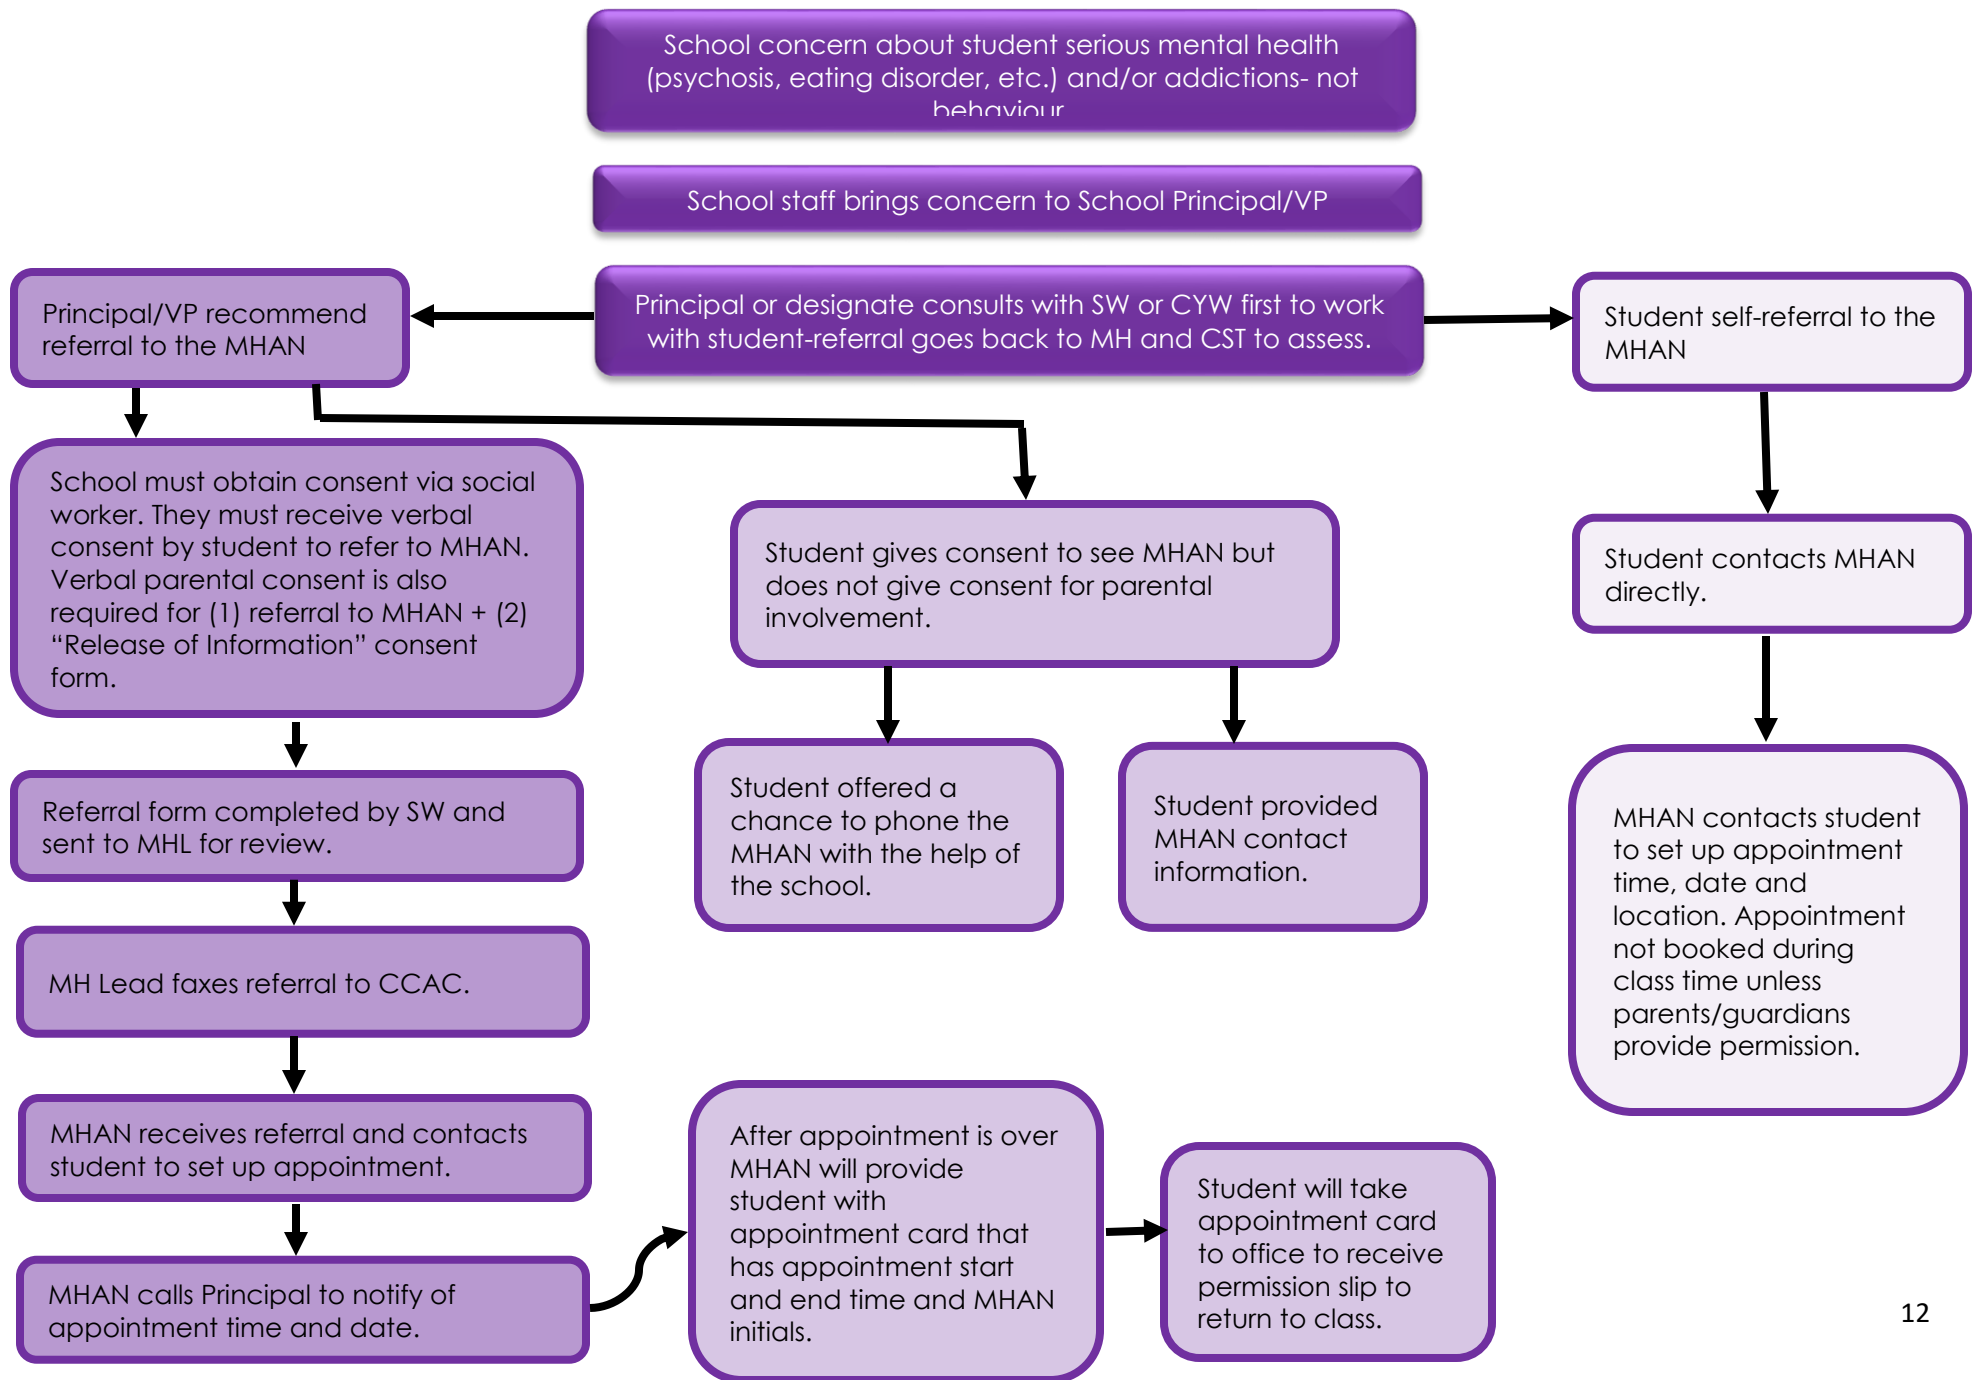 School concern about student serious mental health
(psychosis, eating disorder, etc.) and/or addictions- not
behaviour
School staff brings concern to School Principal/VP
Principal or designate consults with SW or CYW first to work
with student-referral goes back to MH and CST to assess.
Principal/VP recommend
referral to the MHAN
Student self-referral to the
MHAN
School must obtain consent via social
worker. They must receive verbal
consent by student to refer to MHAN.
Verbal parental consent is also
required for (1) referral to MHAN + (2)
“Release of Information” consent
form.
Student gives consent to see MHAN but
does not give consent for parental
involvement.
Student contacts MHAN
directly.
Referral form completed by SW and
sent to MHL for review.
Student offered a
chance to phone the
MHAN with the help of
the school.
Student provided
MHAN contact
information.
MHAN contacts student
to set up appointment
time, date and
location. Appointment
not booked during
class time unless
parents/guardians
provide permission.
MH Lead faxes referral to CCAC.
MHAN receives referral and contacts
student to set up appointment.
MHAN calls Principal to notify of
appointment time and date.
After appointment is over
MHAN will provide
student with
appointment card that
has appointment start
and end time and MHAN
initials.
Student will take
appointment card
to office to receive
permission slip to
return to class.
12